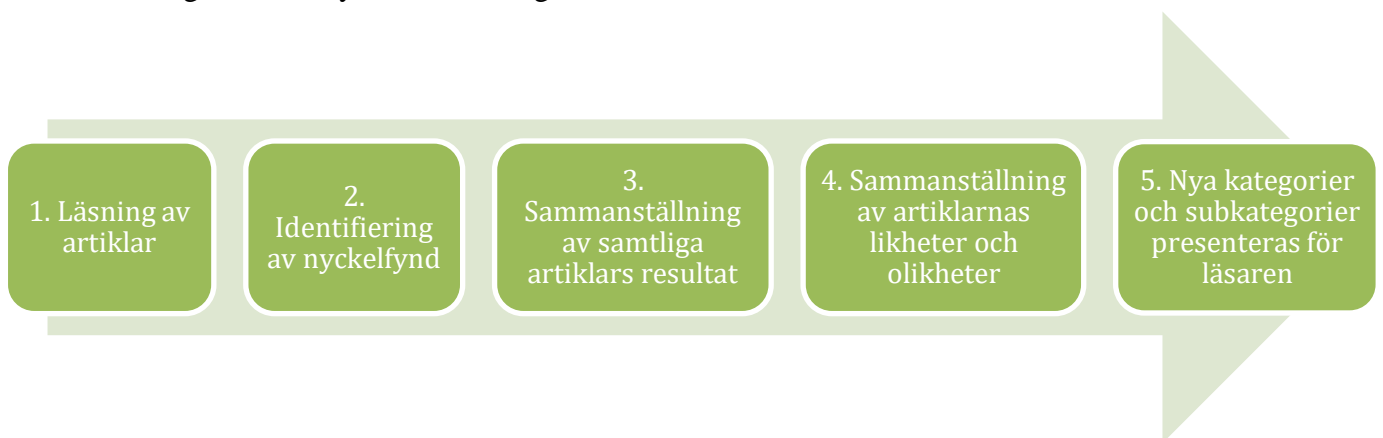 1. Läsning av
artiklar
2.
Identifiering
av nyckelfynd
3.
Sammanställning
av samtliga
artiklars resultat
4. Sammanställning
av artiklarnas
likheter och
olikheter
5. Nya kategorier
och subkategorier
presenteras för
läsaren